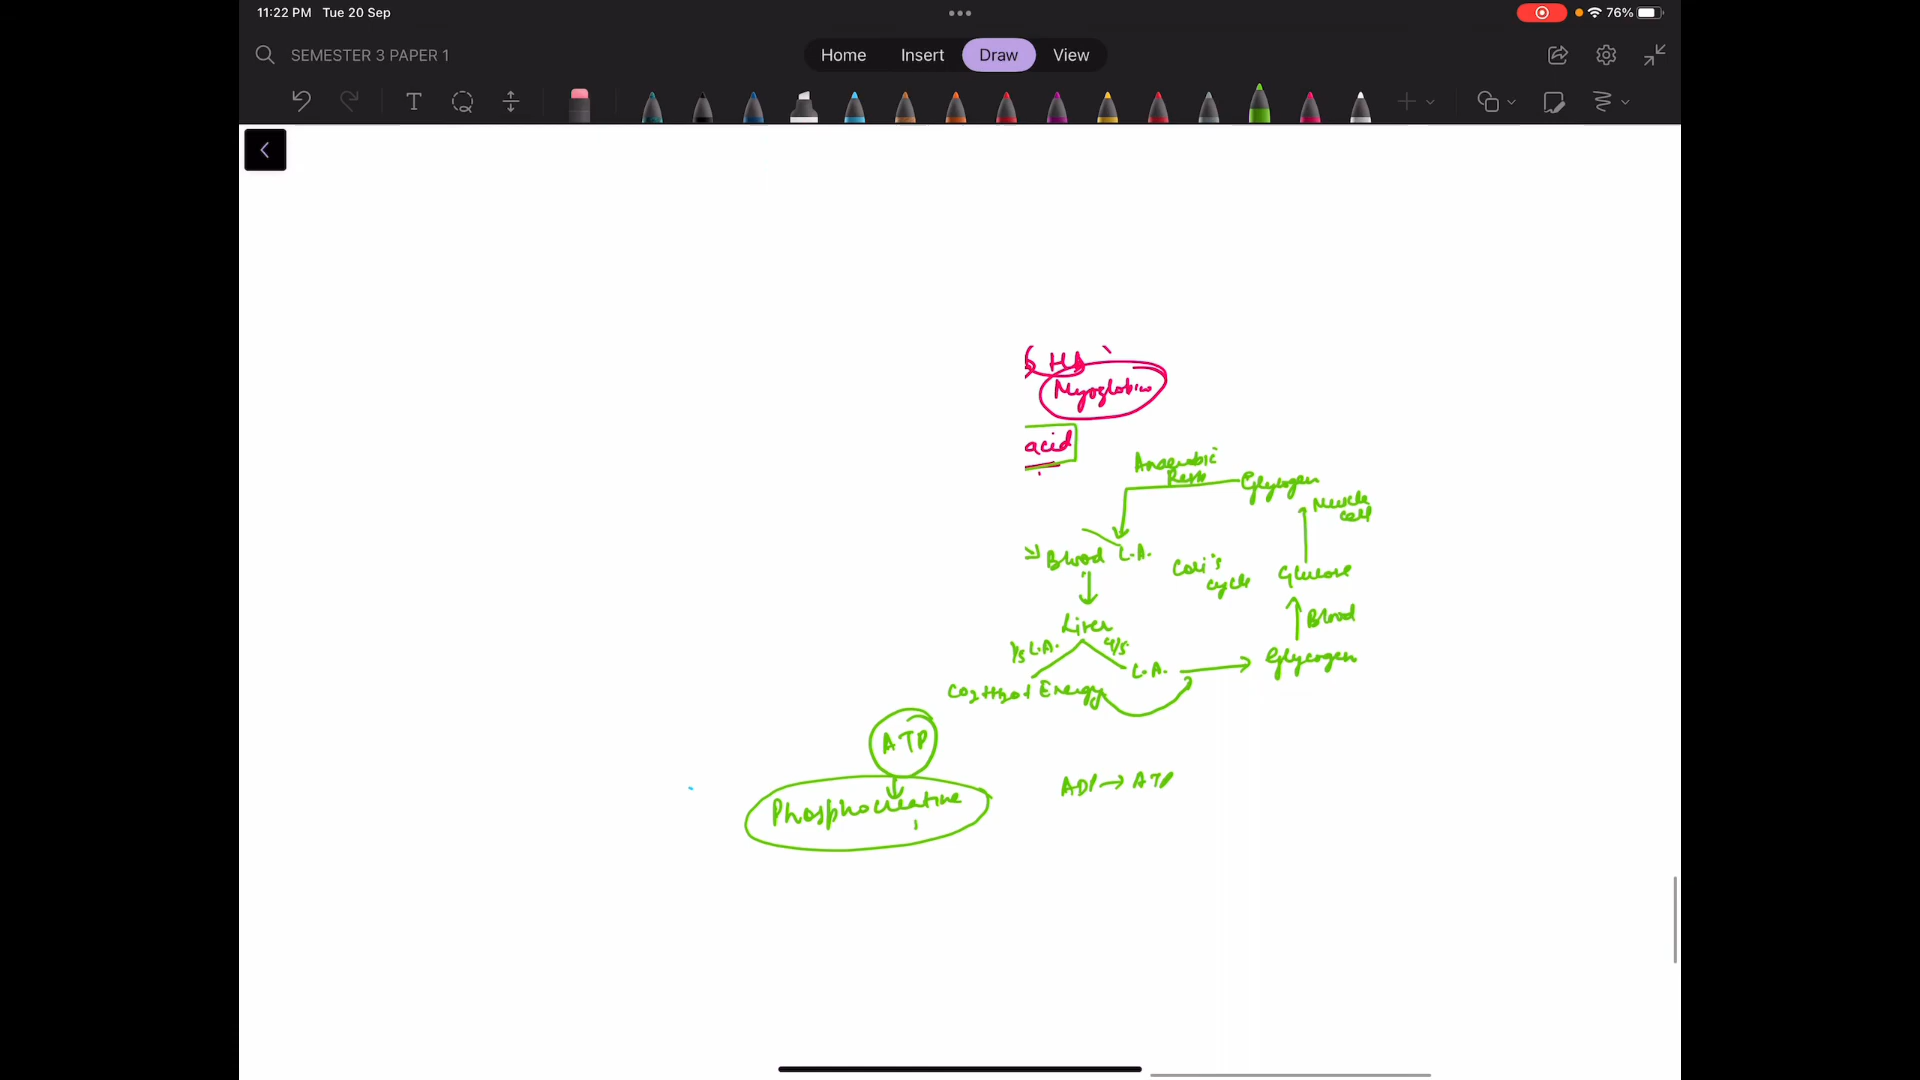 11:22 PM Tue 20 Sep
76%
SEMESTER 3 PAPER 1
Home Insert Draw View
Hb
Myoglobin
acid
Anaerobic
Resp
Glycogen
Muscle
cell
Blood L.A.
Cori's
cycle
Glucose
Blood
Liver
1/5 L.A. 4/5
L.A.
Glycogen
CO2+H2O+ Energy
ATP
ADP → ATP
Phosphocreatine